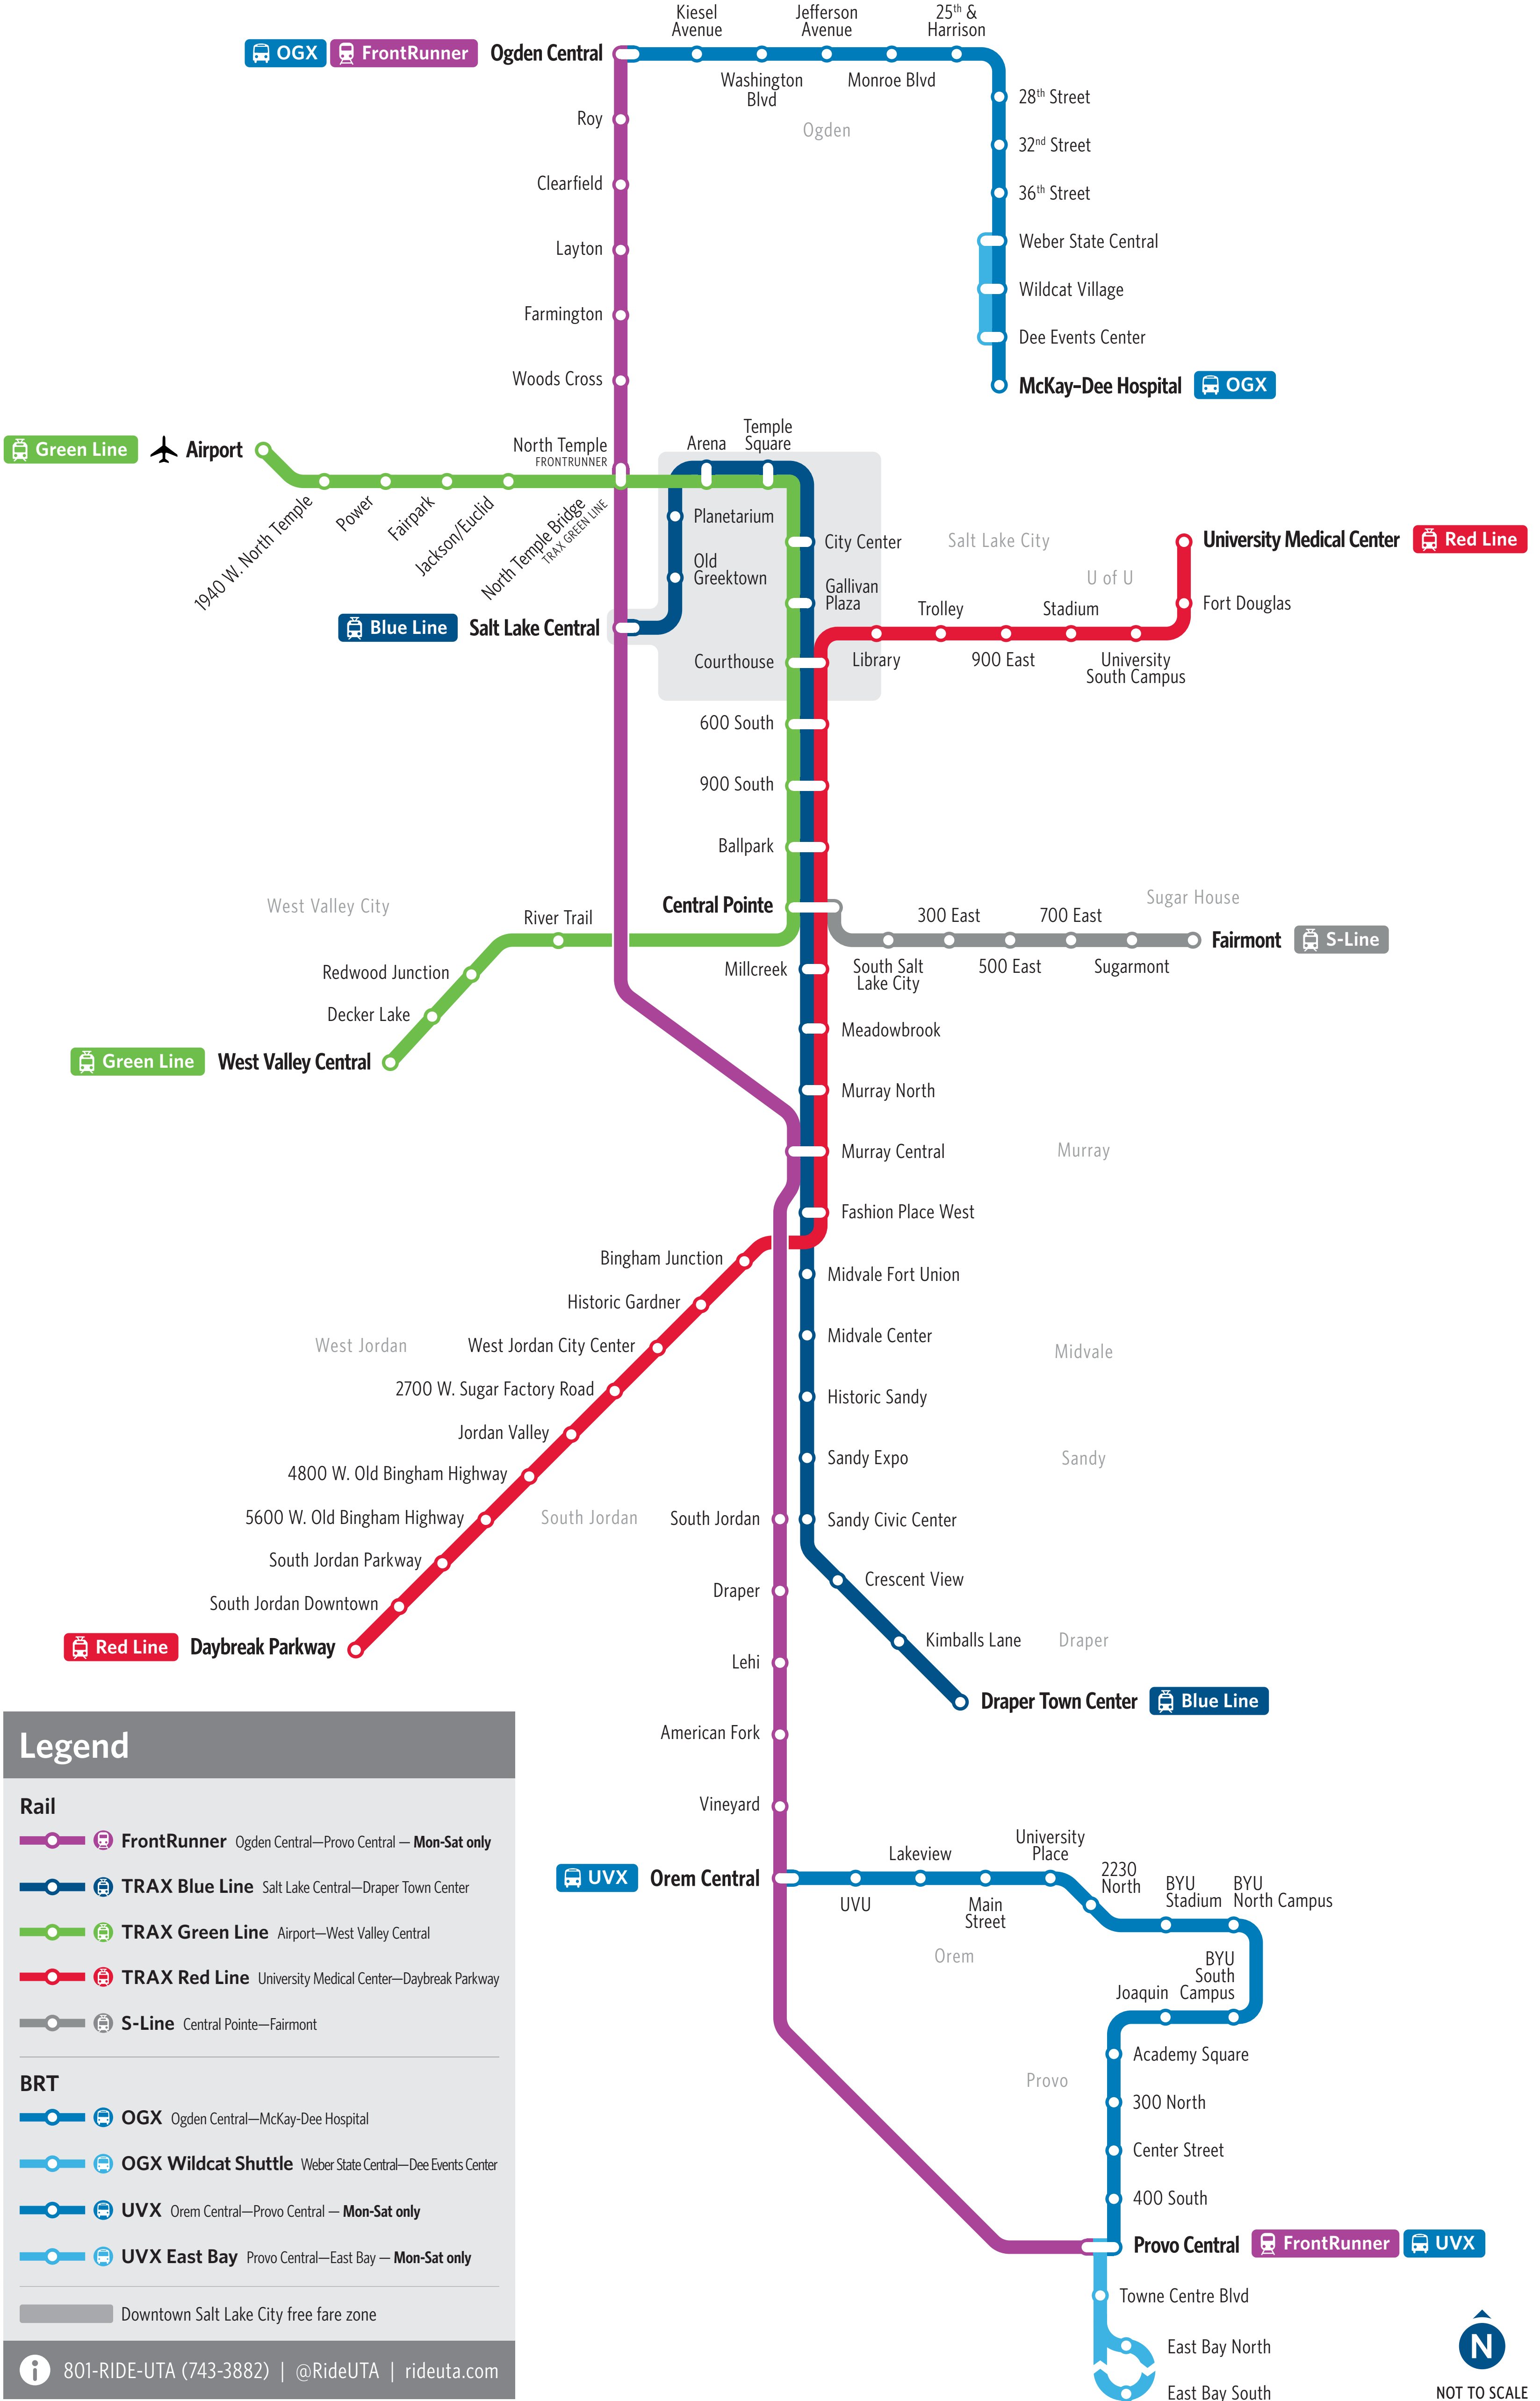 Kiesel
Avenue
Jefferson
Avenue
25th &
Harrison
OGX
FrontRunner
Ogden Central
Washington
Blvd
Monroe Blvd
28th Street
Roy
Ogden
32nd Street
Clearfield
36th Street
Layton
Weber State Central
Wildcat Village
Farmington
Dee Events Center
Woods Cross
McKay-Dee Hospital
OGX
Green Line
Airport
North Temple
FRONTRUNNER
Arena
Temple
Square
1940 W. North Temple
Power
Fairpark
Jackson/Euclid
North Temple Bridge
TRAX GREEN LINE
Planetarium
City Center
Salt Lake City
University Medical Center
Red Line
Old
Greektown
U of U
Gallivan
Plaza
Trolley
Stadium
Fort Douglas
Blue Line
Salt Lake Central
Courthouse
Library
900 East
University
South Campus
600 South
900 South
Ballpark
West Valley City
Central Pointe
Sugar House
River Trail
300 East
700 East
Fairmont
S-Line
Redwood Junction
Millcreek
South Salt
Lake City
500 East
Sugarmont
Decker Lake
Meadowbrook
Green Line
West Valley Central
Murray North
Murray Central
Murray
Fashion Place West
Bingham Junction
Midvale Fort Union
Historic Gardner
West Jordan
West Jordan City Center
Midvale Center
Midvale
2700 W. Sugar Factory Road
Historic Sandy
Jordan Valley
Sandy Expo
Sandy
4800 W. Old Bingham Highway
5600 W. Old Bingham Highway
South Jordan
South Jordan
Sandy Civic Center
South Jordan Parkway
Crescent View
Draper
South Jordan Downtown
Red Line
Daybreak Parkway
Kimballs Lane
Draper
Lehi
Draper Town Center
Blue Line
American Fork
Vineyard
University
Place
Lakeview
2230
North
UVX
Orem Central
BYU
Stadium
BYU
North Campus
UVU
Main
Street
Orem
BYU
South
Campus
Joaquin
Academy Square
Provo
300 North
Center Street
400 South
Provo Central
FrontRunner
UVX
Towne Centre Blvd
East Bay North
East Bay South
Legend
Rail
FrontRunner Ogden Central—Provo Central — Mon-Sat only
TRAX Blue Line Salt Lake Central—Draper Town Center
TRAX Green Line Airport—West Valley Central
TRAX Red Line University Medical Center—Daybreak Parkway
S-Line Central Pointe—Fairmont
BRT
OGX Ogden Central—McKay-Dee Hospital
OGX Wildcat Shuttle Weber State Central—Dee Events Center
UVX Orem Central—Provo Central — Mon-Sat only
UVX East Bay Provo Central—East Bay — Mon-Sat only
Downtown Salt Lake City free fare zone
801-RIDE-UTA (743-3882) | @RideUTA | rideuta.com
N
NOT TO SCALE